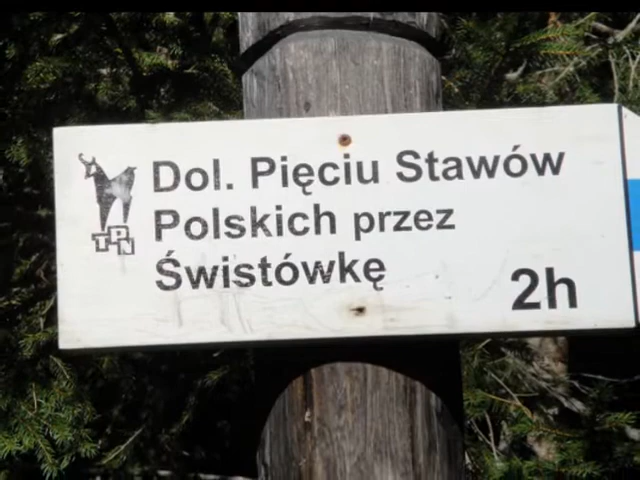 Dol. Pięciu Stawów
Polskich przez
Świstówkę
2h
TPN